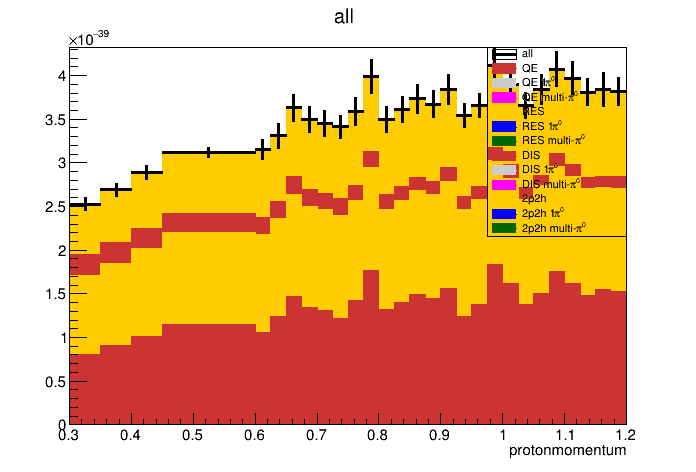 all
×10⁻³⁹
4
3.5
3
2.5
2
1.5
1
0.5
0
0.3 0.4 0.5 0.6 0.7 0.8 0.9 1 1.1 1.2
protonmomentum
all
QE
QE 1π⁰
QE multi-π⁰
RES
RES 1π⁰
RES multi-π⁰
DIS
DIS 1π⁰
DIS multi-π⁰
2p2h
2p2h 1π⁰
2p2h multi-π⁰